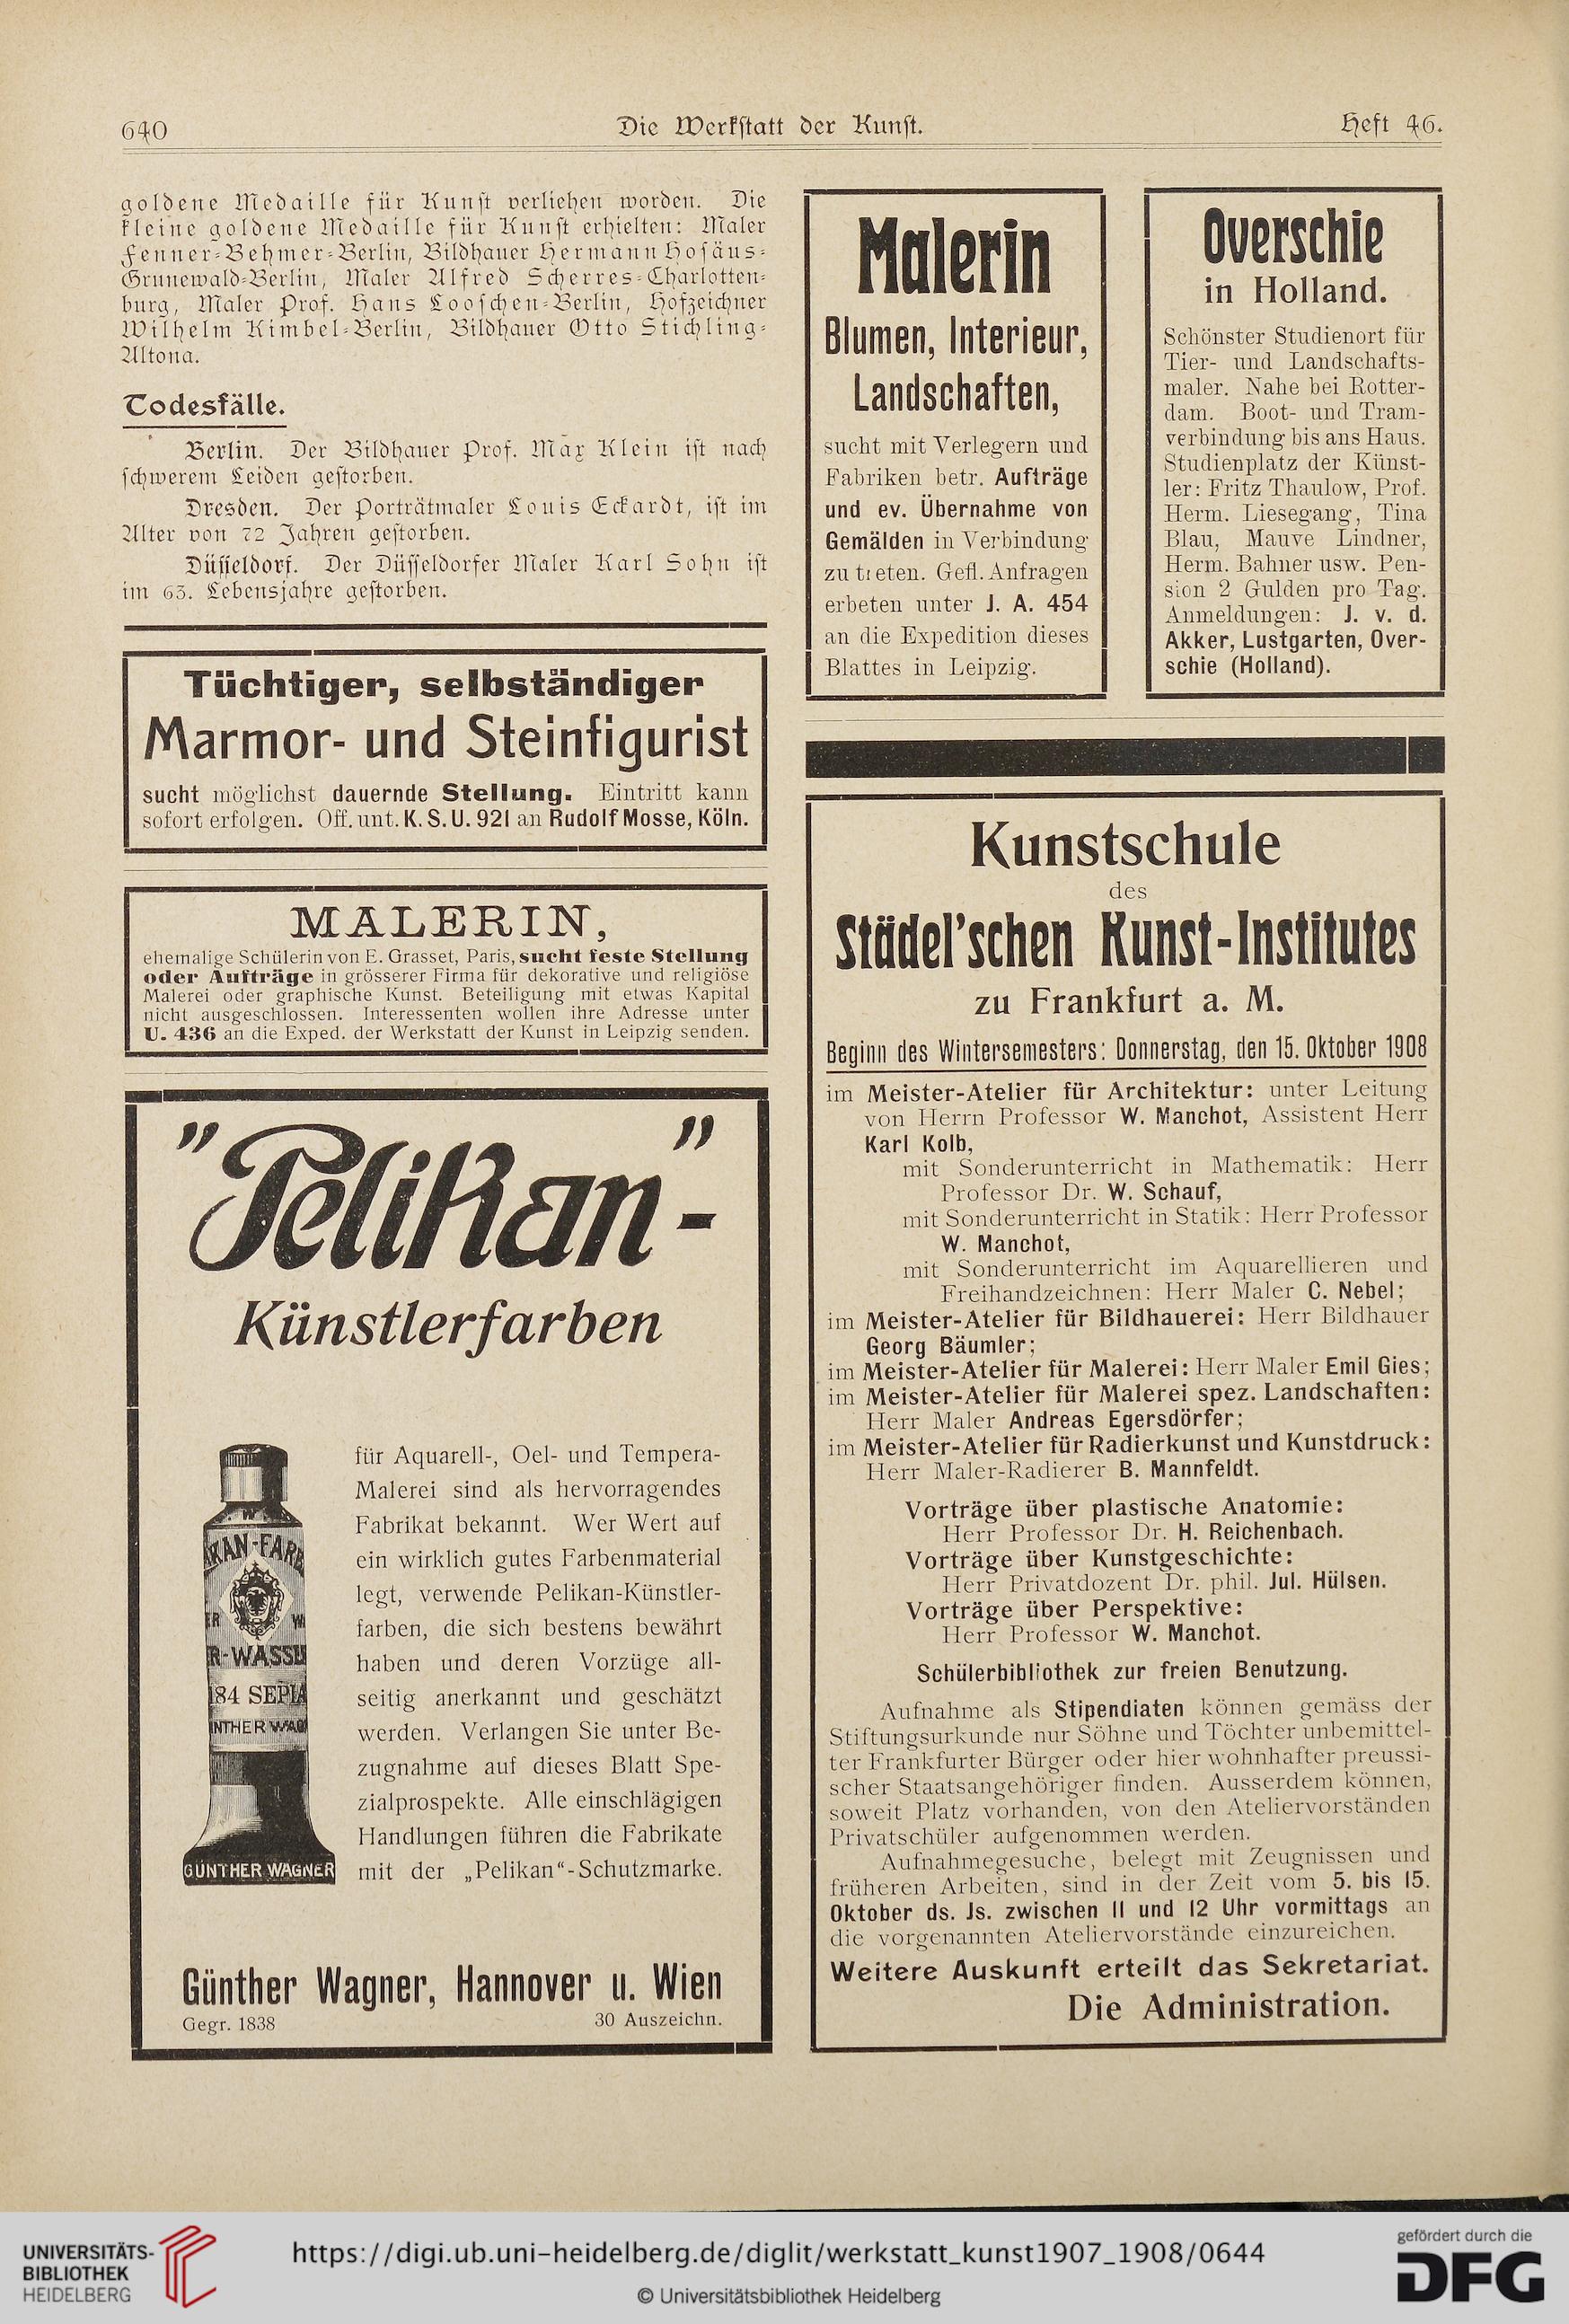 640
Die Werkstatt der Kunst.
Heft 46.
goldene Medaille für Kunst verliehen worden. Die
kleine goldene Medaille für Kunst erhielten: Maler
Fenner-Behmer-Berlin, Bildhauer Hermann Hosäus-
Grunewald-Berlin, Maler Alfred Scherres-Charlotten-
burg, Maler Prof. Hans Looschen-Berlin, Hofzeichner
Wilhelm Kimbel-Berlin, Bildhauer Otto Stichling-
Altona.
Todesfälle.
Berlin. Der Bildhauer Prof. Max Klein ist nach
schwerem Leiden gestorben.
Dresden. Der Porträtmaler Louis Eckardt, ist im
Alter von 72 Jahren gestorben.
Düsseldorf. Der Düsseldorfer Maler Karl Sohn ist
im 63. Lebensjahre gestorben.
Tüchtiger, selbständiger
Marmor- und Steinfigurist
sucht möglichst dauernde Stellung. Eintritt kann
sofort erfolgen. Off. unt. K. S. U. 921 an Rudolf Mosse, Köln.
MALERIN,
ehemalige Schülerin von E. Grasset, Paris, sucht feste Stellung
oder Aufträge in grösserer Firma für dekorative und religiöse
Malerei oder graphische Kunst. Beteiligung mit etwas Kapital
nicht ausgeschlossen. Interessenten wollen ihre Adresse unter
U. 436 an die Exped. der Werkstatt der Kunst in Leipzig senden.
"Pelikan"-
Künstlerfarben
KAN-FARB
ER W
R-WASSE
184 SEPIA
NTHER WAG
GÜNTHER WAGNER
für Aquarell-, Oel- und Tempera-
Malerei sind als hervorragendes
Fabrikat bekannt. Wer Wert auf
ein wirklich gutes Farbenmaterial
legt, verwende Pelikan-Künstler-
farben, die sich bestens bewährt
haben und deren Vorzüge all-
seitig anerkannt und geschätzt
werden. Verlangen Sie unter Be-
zugnahme auf dieses Blatt Spe-
zialprospekte. Alle einschlägigen
Handlungen führen die Fabrikate
mit der „Pelikan“-Schutzmarke.
Günther Wagner, Hannover u. Wien
Gegr. 1838
30 Auszeichn.
Malerin
Blumen, Interieur,
Landschaften,
sucht mit Verlegern und
Fabriken betr. Aufträge
und ev. Übernahme von
Gemälden in Verbindung
zu treten. Gefl. Anfragen
erbeten unter J. A. 454
an die Expedition dieses
Blattes in Leipzig.
Overschie
in Holland.
Schönster Studienort für
Tier- und Landschafts-
maler. Nahe bei Rotter-
dam. Boot- und Tram-
verbindung bis ans Haus.
Studienplatz der Künst-
ler: Fritz Thaulow, Prof.
Herm. Liesegang, Tina
Blau, Mauve Lindner,
Herm. Bahner usw. Pen-
sion 2 Gulden pro Tag.
Anmeldungen: J. v. d.
Akker, Lustgarten, Over-
schie (Holland).
Kunstschule
des
Städel'schen Kunst-Institutes
zu Frankfurt a. M.
Beginn des Wintersemesters: Donnerstag, den 15. Oktober 1908
im Meister-Atelier für Architektur: unter Leitung
von Herrn Professor W. Manchot, Assistent Herr
Karl Kolb,
mit Sonderunterricht in Mathematik: Herr
Professor Dr. W. Schauf,
mit Sonderunterricht in Statik: Herr Professor
W. Manchot,
mit Sonderunterricht im Aquarellieren und
Freihandzeichnen: Herr Maler C. Nebel;
im Meister-Atelier für Bildhauerei: Herr Bildhauer
Georg Bäumler;
im Meister-Atelier für Malerei: Herr Maler Emil Gies;
im Meister-Atelier für Malerei spez. Landschaften:
Herr Maler Andreas Egersdörfer;
im Meister-Atelier für Radierkunst und Kunstdruck:
Herr Maler-Radierer B. Mannfeldt.
Vorträge über plastische Anatomie:
Herr Professor Dr. H. Reichenbach.
Vorträge über Kunstgeschichte:
Herr Privatdozent Dr. phil. Jul. Hülsen.
Vorträge über Perspektive:
Herr Professor W. Manchot.
Schülerbibliothek zur freien Benutzung.
Aufnahme als Stipendiaten können gemäss der
Stiftungsurkunde nur Söhne und Töchter unbemittel-
ter Frankfurter Bürger oder hier wohnhafter preussi-
scher Staatsangehöriger finden. Ausserdem können,
soweit Platz vorhanden, von den Ateliervorständen
Privatschüler aufgenommen werden.
Aufnahmegesuche, belegt mit Zeugnissen und
früheren Arbeiten, sind in der Zeit vom 5. bis 15.
Oktober ds. Js. zwischen 11 und 12 Uhr vormittags an
die vorgenannten Ateliervorstände einzureichen.
Weitere Auskunft erteilt das Sekretariat.
Die Administration.
UNIVERSITÄTS-
BIBLIOTHEK
HEIDELBERG
https://digi.ub.uni-heidelberg.de/diglit/werkstatt_kunst1907_1908/0644
© Universitätsbibliothek Heidelberg
gefördert durch die
DFG